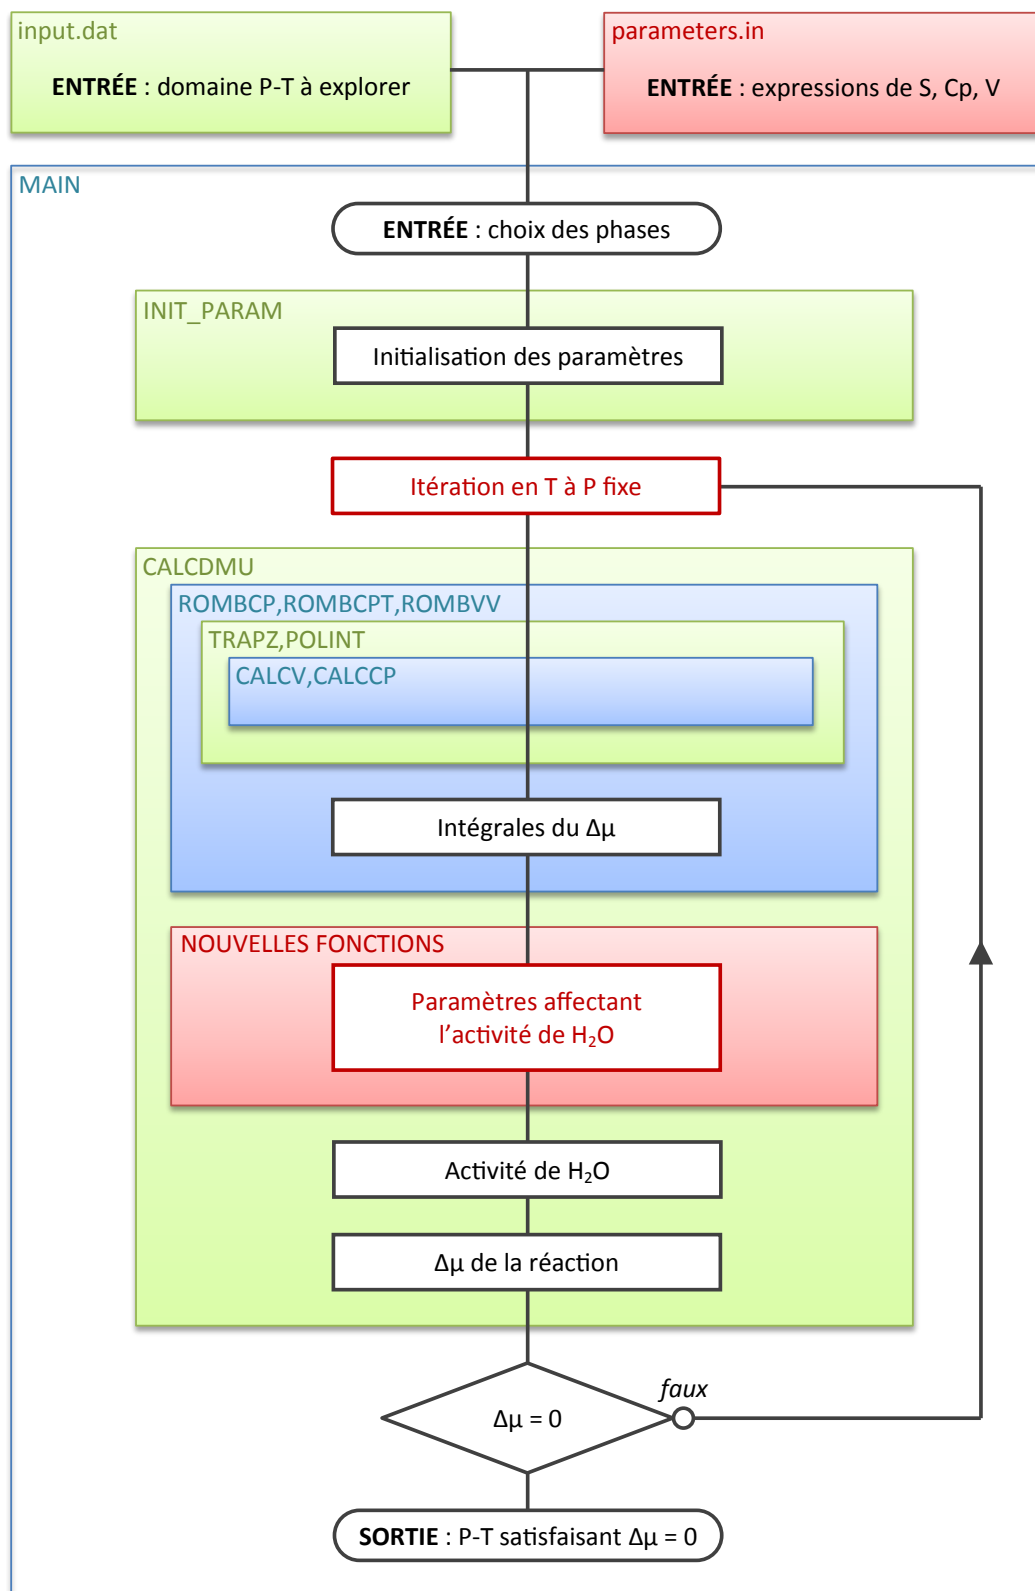 input.dat
ENTRÉE : domaine P-T à explorer
parameters.in
ENTRÉE : expressions de S, Cp, V
MAIN
ENTRÉE : choix des phases
INIT_PARAM
Initialisation des paramètres
Itération en T à P fixe
CALCDMU
ROMBCP,ROMBCPT,ROMBVV
TRAPZ,POLINT
CALCV,CALCCP
Intégrales du Δμ
NOUVELLES FONCTIONS
Paramètres affectant
l’activité de H₂O
Activité de H₂O
Δμ de la réaction
faux
Δμ = 0
SORTIE : P-T satisfaisant Δμ = 0